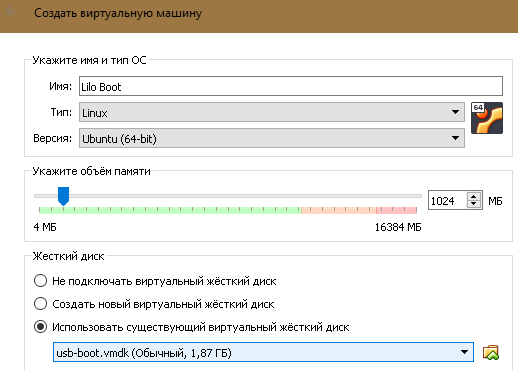 Создать виртуальную машину
Укажите имя и тип ОС
Имя: Lilo Boot
Тип: Linux
64
Версия: Ubuntu (64-bit)
Укажите объём памяти
1024 МБ
4 МБ 16384 МБ
Жесткий диск
Не подключать виртуальный жёсткий диск
Создать новый виртуальный жёсткий диск
Использовать существующий виртуальный жёсткий диск
usb-boot.vmdk (Обычный, 1,87 ГБ)